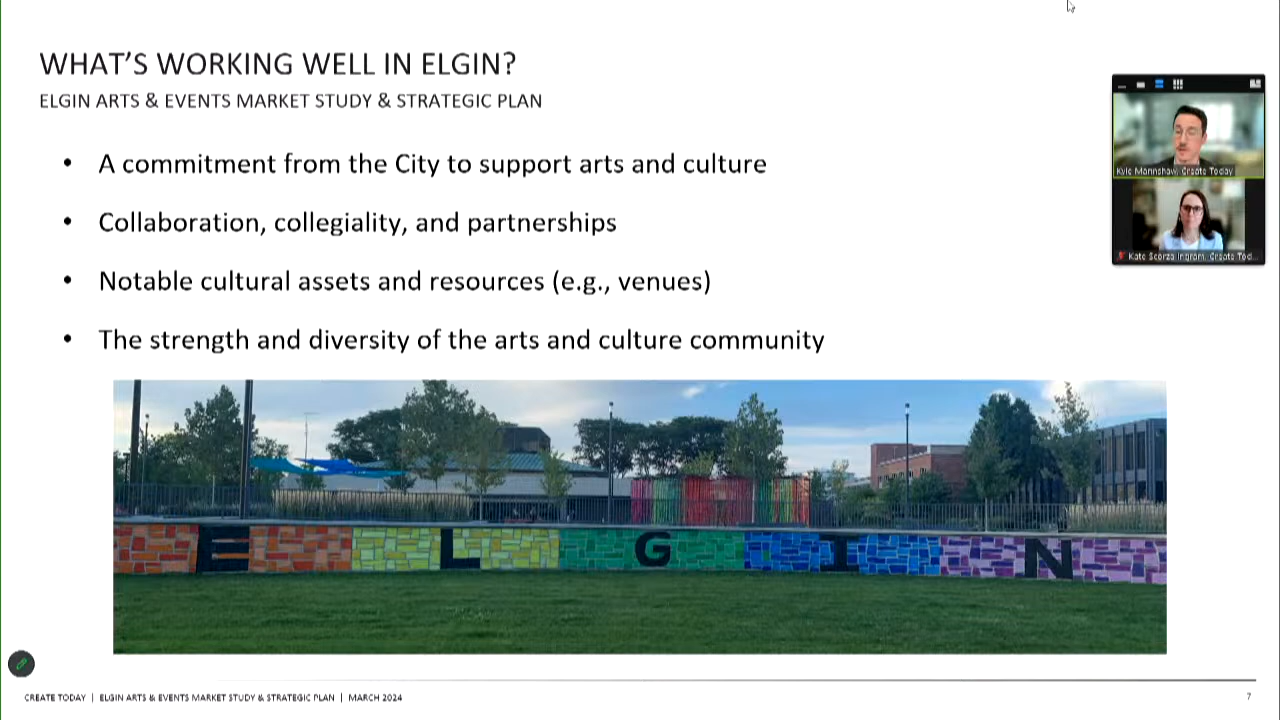 WHAT'S WORKING WELL IN ELGIN?
ELGIN ARTS & EVENTS MARKET STUDY & STRATEGIC PLAN
• A commitment from the City to support arts and culture
• Collaboration, collegiality, and partnerships
• Notable cultural assets and resources (e.g., venues)
• The strength and diversity of the arts and culture community
Kyle Mannshaw, Create Today
Kate Scorza Ingram, Create Tod...
ELGIN
CREATE TODAY | ELGIN ARTS & EVENTS MARKET STUDY & STRATEGIC PLAN | MARCH 2024
7